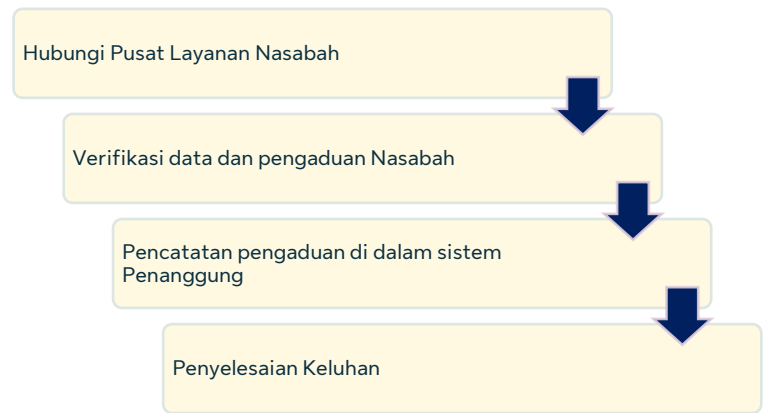 Hubungi Pusat Layanan Nasabah
Verifikasi data dan pengaduan Nasabah
Pencatatan pengaduan di dalam sistem
Penanggung
Penyelesaian Keluhan